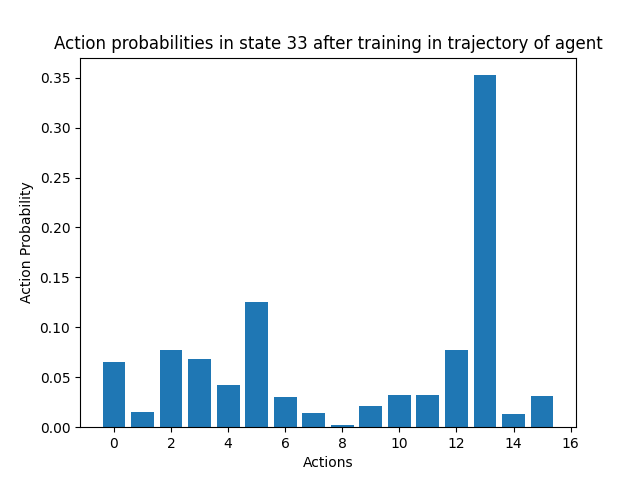 Action probabilities in state 33 after training in trajectory of agent
0.35
0.30
0.25
0.20
0.15
0.10
0.05
0.00
Action Probability
0 2 4 6 8 10 12 14 16
Actions